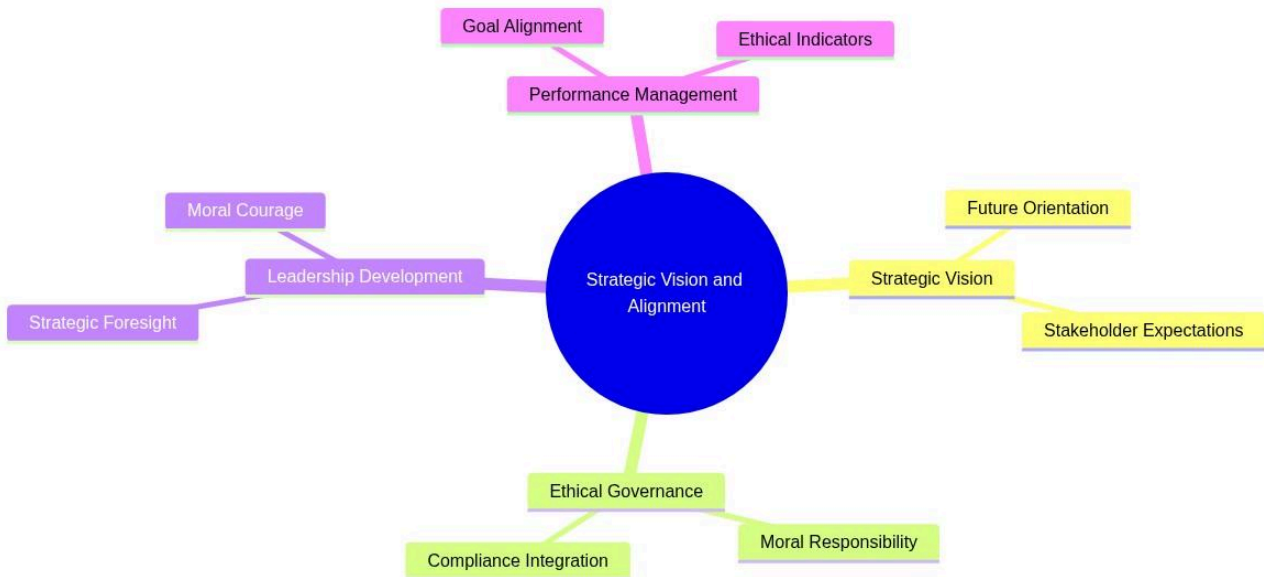 Goal Alignment
Ethical Indicators
Performance Management
Moral Courage
Future Orientation
Leadership Development
Strategic Vision and
Alignment
Strategic Vision
Strategic Foresight
Stakeholder Expectations
Ethical Governance
Moral Responsibility
Compliance Integration